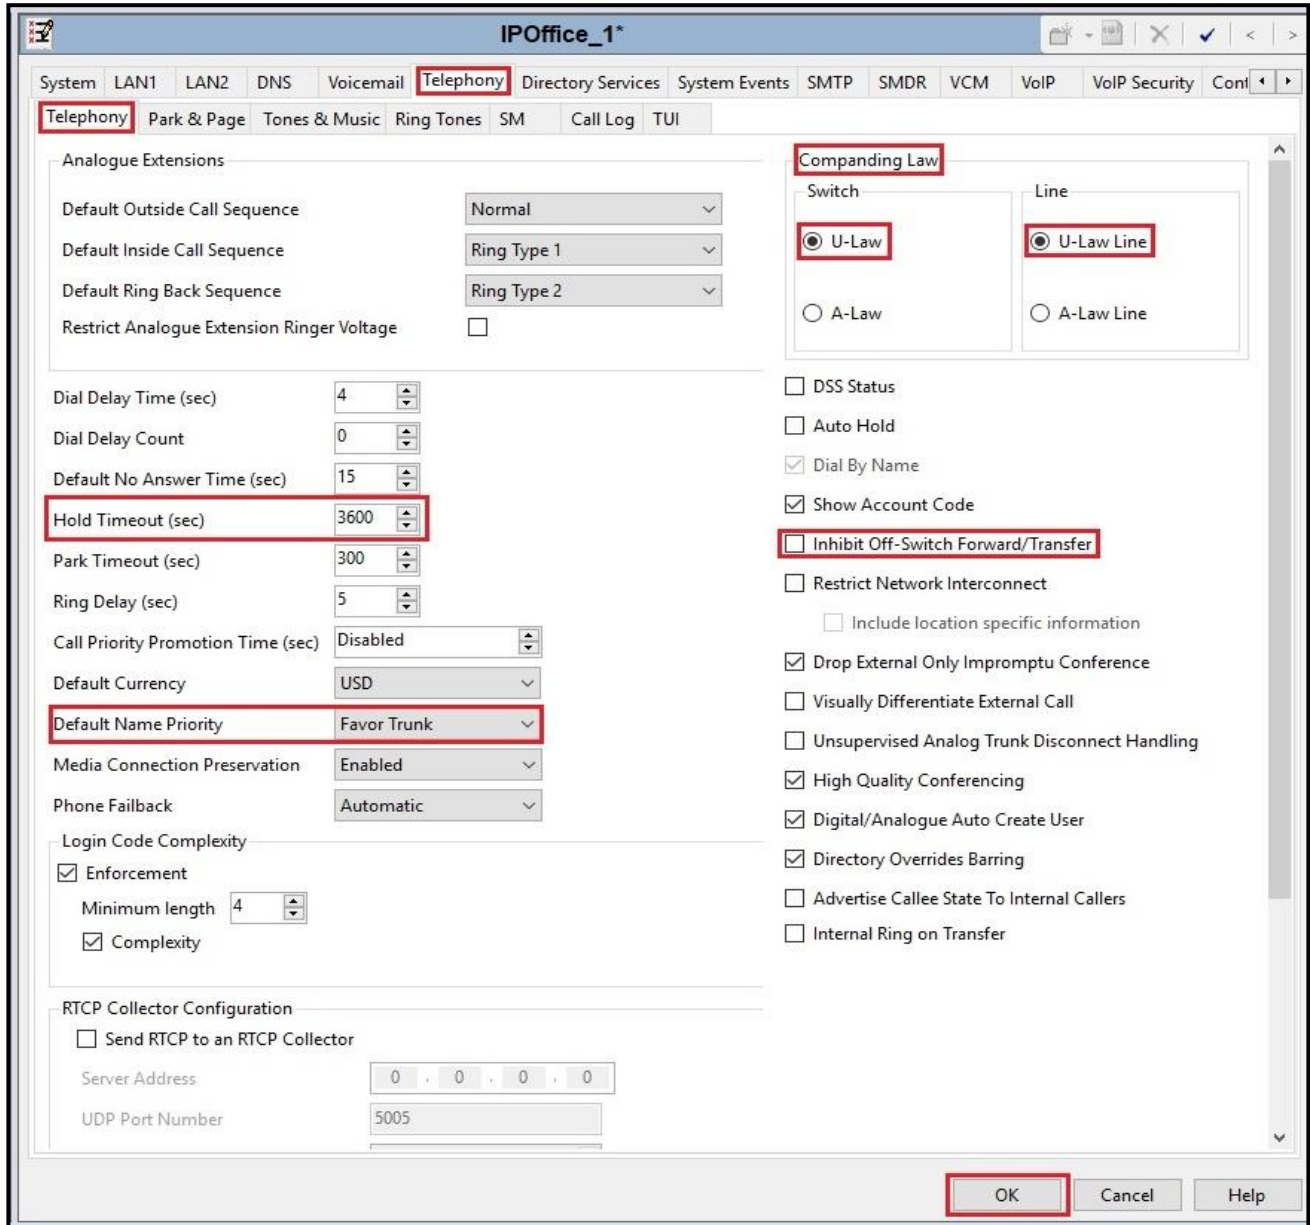 IPOffice_1*
System LAN1 LAN2 DNS Voicemail Telephony Directory Services System Events SMTP SMDR VCM VoIP VoIP Security
Telephony Park & Page Tones & Music Ring Tones SM Call Log TUI
Analogue Extensions
Default Outside Call Sequence Normal
Default Inside Call Sequence Ring Type 1
Default Ring Back Sequence Ring Type 2
Restrict Analogue Extension Ringer Voltage
Dial Delay Time (sec) 4
Dial Delay Count 0
Default No Answer Time (sec) 15
Hold Timeout (sec) 3600
Park Timeout (sec) 300
Ring Delay (sec) 5
Call Priority Promotion Time (sec) Disabled
Default Currency USD
Default Name Priority Favor Trunk
Media Connection Preservation Enabled
Phone Failback Automatic
Login Code Complexity
Enforcement
Minimum length 4
Complexity
RTCP Collector Configuration
Send RTCP to an RTCP Collector
Server Address 0 . 0 . 0 . 0
UDP Port Number 5005
Companding Law
Switch Line
U-Law U-Law Line
A-Law A-Law Line
DSS Status
Auto Hold
Dial By Name
Show Account Code
Inhibit Off-Switch Forward/Transfer
Restrict Network Interconnect
Include location specific information
Drop External Only Impromptu Conference
Visually Differentiate External Call
Unsupervised Analog Trunk Disconnect Handling
High Quality Conferencing
Digital/Analogue Auto Create User
Directory Overrides Barring
Advertise Callee State To Internal Callers
Internal Ring on Transfer
OK Cancel Help